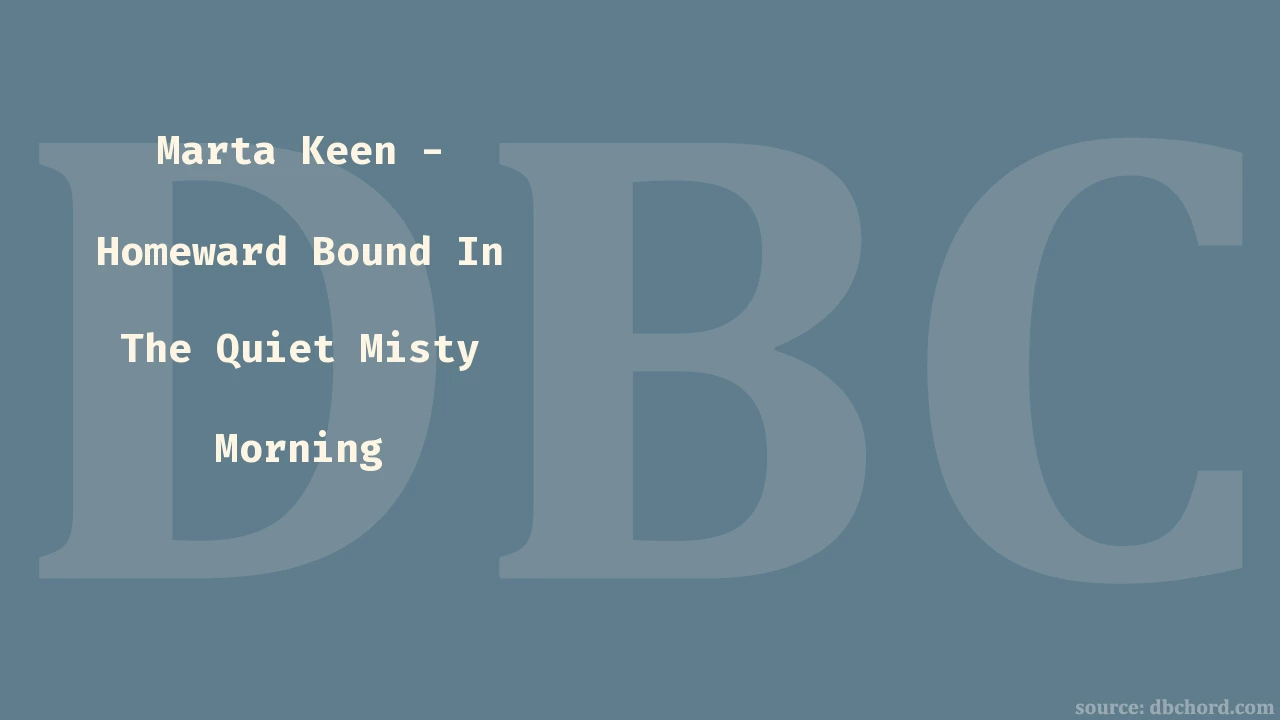 Marta Keen –
Homeward Bound In
The Quiet Misty
Morning
DBC
source: dbchord.com